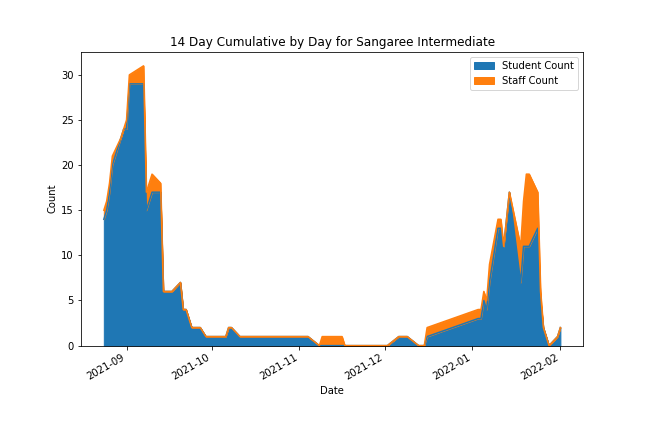 14 Day Cumulative by Day for Sangaree Intermediate
Student Count
Staff Count
30
25
20
15
10
5
0
Count
2021-09
2021-10
2021-11
2021-12
2022-01
2022-02
Date